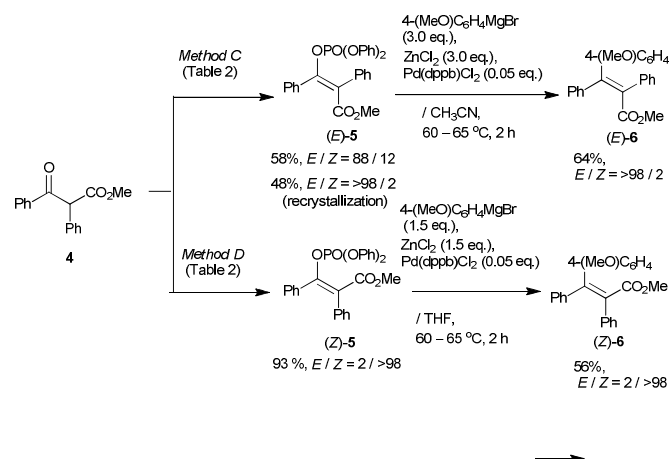 4-(MeO)C6H4MgBr
(3.0 eq.),
ZnCl2 (3.0 eq.),
Pd(dppb)Cl2 (0.05 eq.)
/ CH3CN,
60 – 65 °C, 2 h
Method C
(Table 2)
OPO(OPh)2
Ph
Ph
CO2Me
(E)-5
58%, E / Z = 88 / 12
48%, E / Z = >98 / 2
(recrystallization)
4-(MeO)C6H4
Ph
Ph
CO2Me
(E)-6
64%,
E / Z = >98 / 2
O
Ph
CO2Me
Ph
4
Method D
(Table 2)
OPO(OPh)2
Ph
CO2Me
Ph
(Z)-5
93 %, E / Z = 2 / >98
4-(MeO)C6H4MgBr
(1.5 eq.),
ZnCl2 (1.5 eq.),
Pd(dppb)Cl2 (0.05 eq.)
/ THF,
60 – 65 °C, 2 h
4-(MeO)C6H4
Ph
CO2Me
Ph
(Z)-6
56%,
E / Z = 2 / >98